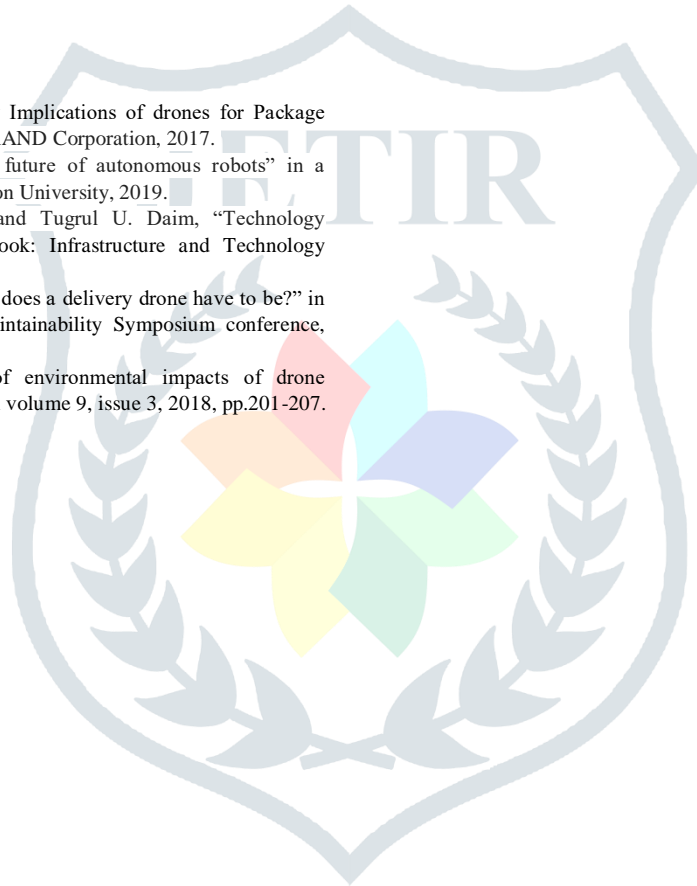 Implications of drones for Package
AND Corporation, 2017.
future of autonomous robots” in a
on University, 2019.
and Tugrul U. Daim, “Technology
ook: Infrastructure and Technology
does a delivery drone have to be?” in
intainability Symposium conference,
of environmental impacts of drone
volume 9, issue 3, 2018, pp.201-207.
JETIR